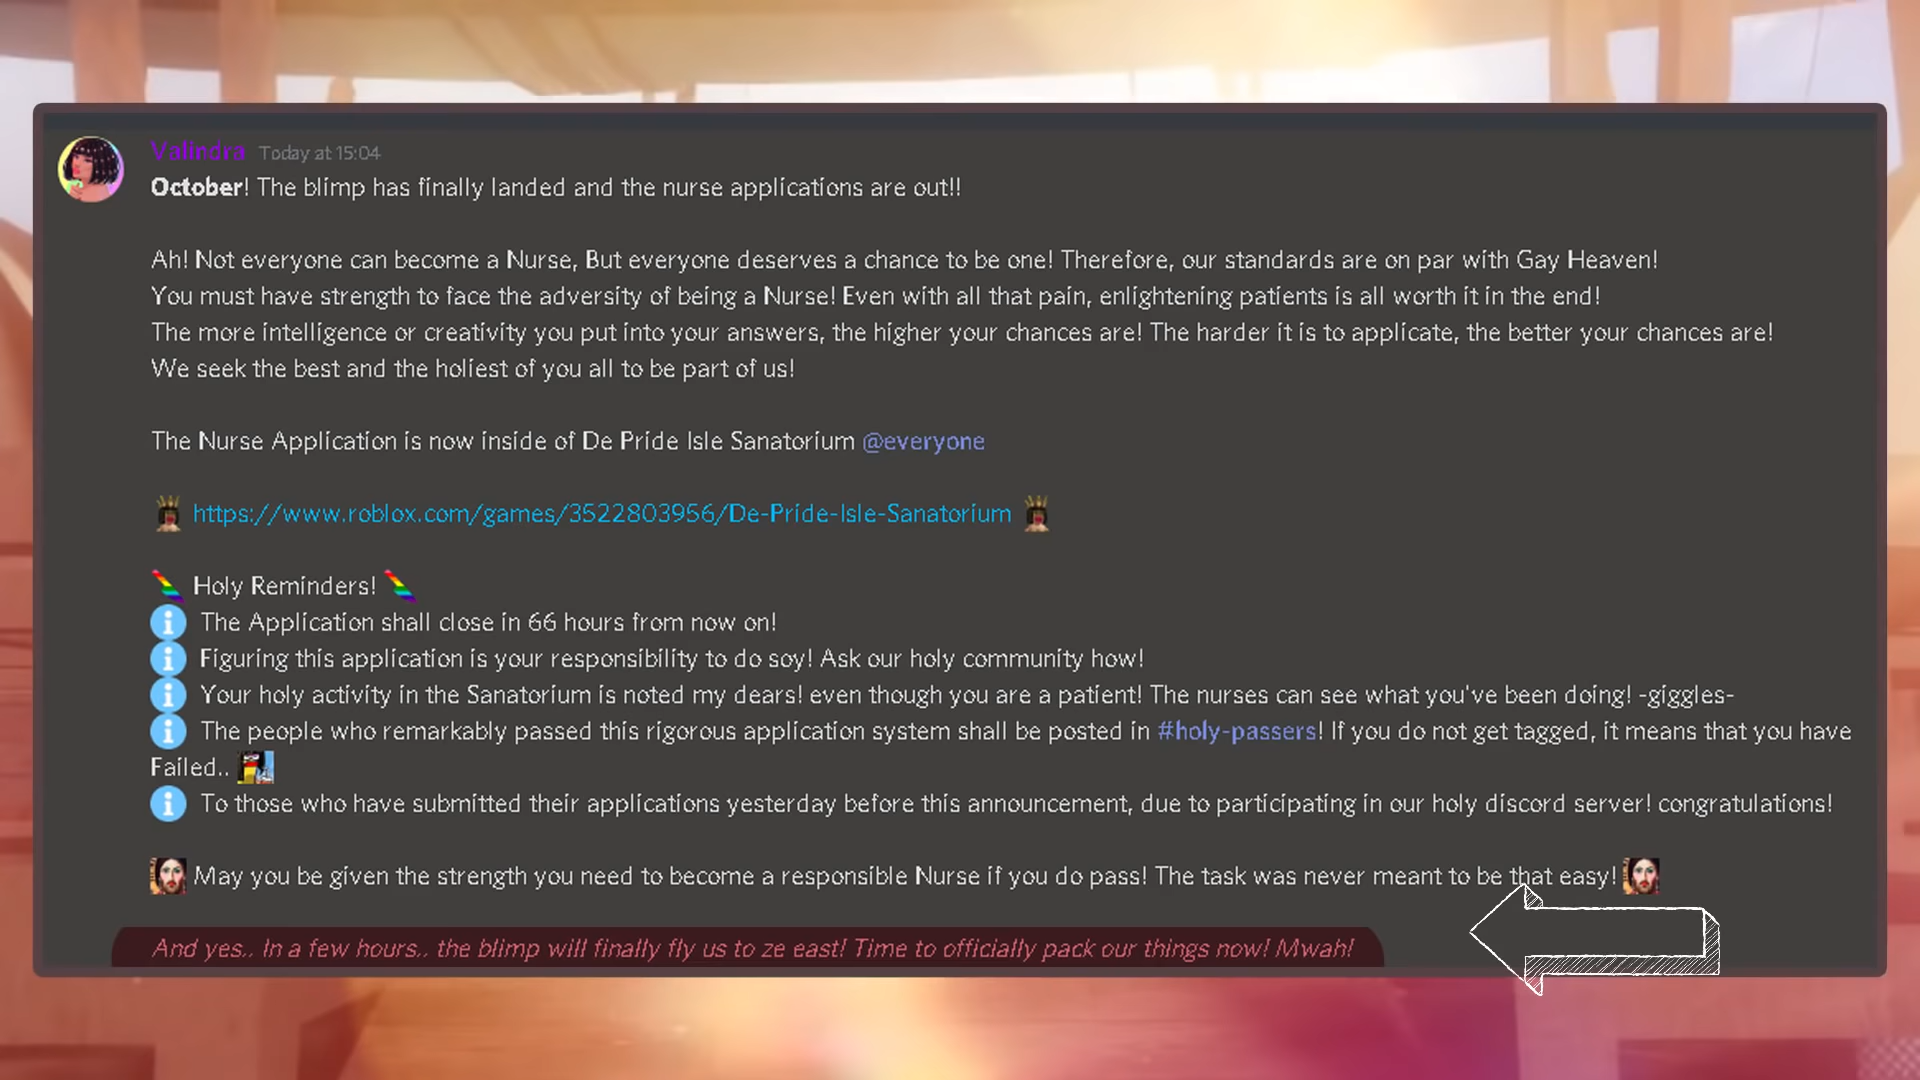 Valindra Today at 15:04
October! The blimp has finally landed and the nurse applications are out!!
Ah! Not everyone can become a Nurse, But everyone deserves a chance to be one! Therefore, our standards are on par with Gay Heaven!
You must have strength to face the adversity of being a Nurse! Even with all that pain, enlightening patients is all worth it in the end!
The more intelligence or creativity you put into your answers, the higher your chances are! The harder it is to applicate, the better your chances are!
We seek the best and the holiest of you all to be part of us!
The Nurse Application is now inside of De Pride Isle Sanatorium @everyone
https://www.roblox.com/games/3522803956/De-Pride-Isle-Sanatorium
Holy Reminders!
The Application shall close in 66 hours from now on!
Figuring this application is your responsibility to do soy! Ask our holy community how!
Your holy activity in the Sanatorium is noted my dears! even though you are a patient! The nurses can see what you've been doing! -giggles-
The people who remarkably passed this rigorous application system shall be posted in #holy-passers! If you do not get tagged, it means that you have
Failed..
To those who have submitted their applications yesterday before this announcement, due to participating in our holy discord server! congratulations!
May you be given the strength you need to become a responsible Nurse if you do pass! The task was never meant to be that easy!
And yes.. In a few hours.. the blimp will finally fly us to ze east! Time to officially pack our things now! Mwah!